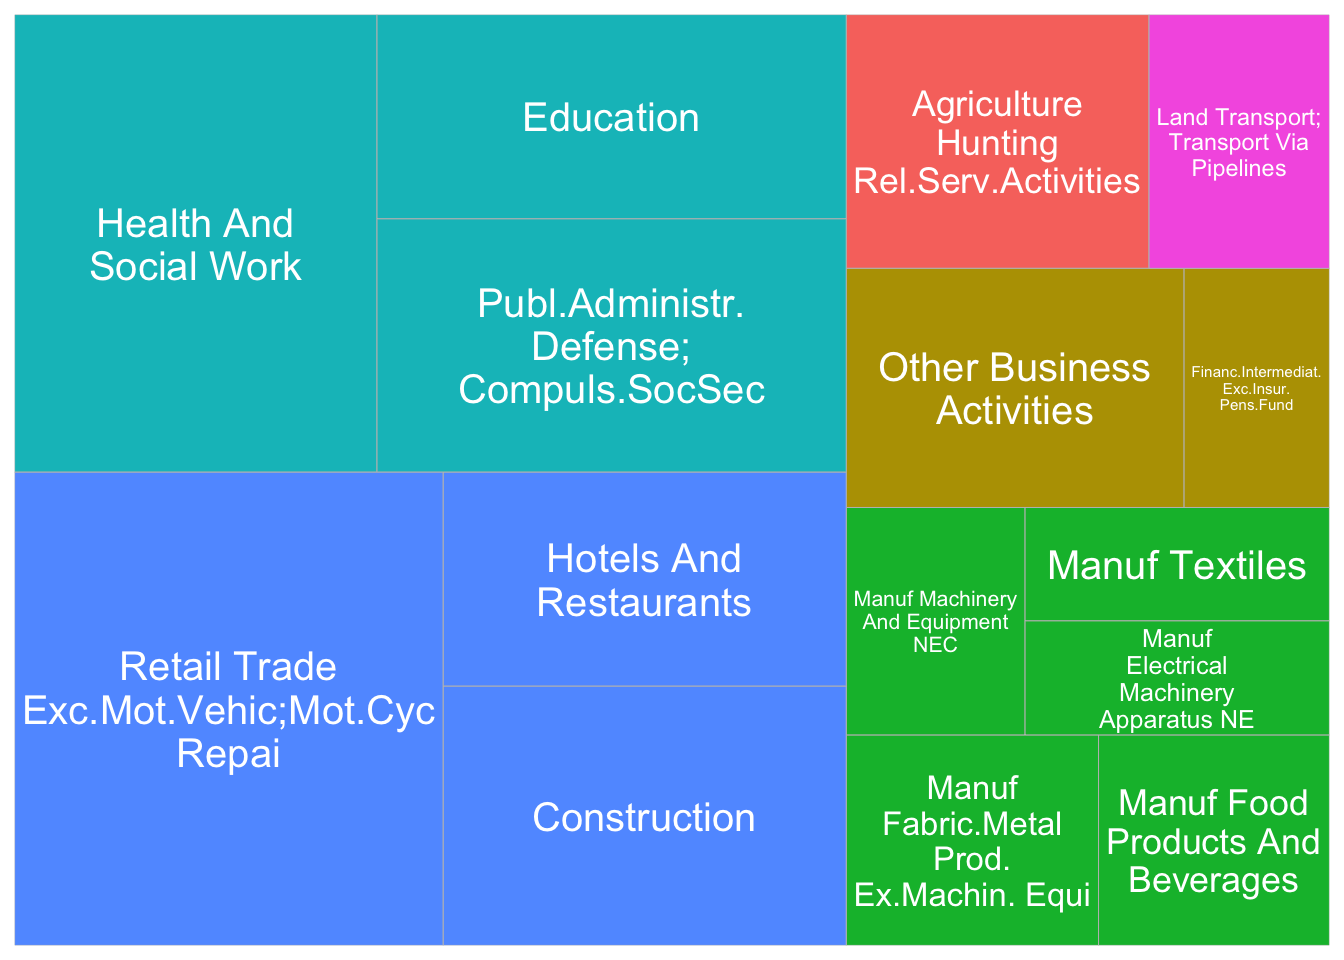 Health And
Social Work
Education
Publ.Administr.
Defense;
Compuls.SocSec
Retail Trade
Exc.Mot.Vehic;Mot.Cyc
Repai
Hotels And
Restaurants
Construction
Agriculture
Hunting
Rel.Serv.Activities
Land Transport;
Transport Via
Pipelines
Other Business
Activities
Financ.Intermediat.
Exc.Insur.
Pens.Fund
Manuf Machinery
And Equipment
NEC
Manuf Textiles
Manuf
Electrical
Machinery
Apparatus NE
Manuf
Fabric.Metal
Prod.
Ex.Machin. Equi
Manuf Food
Products And
Beverages